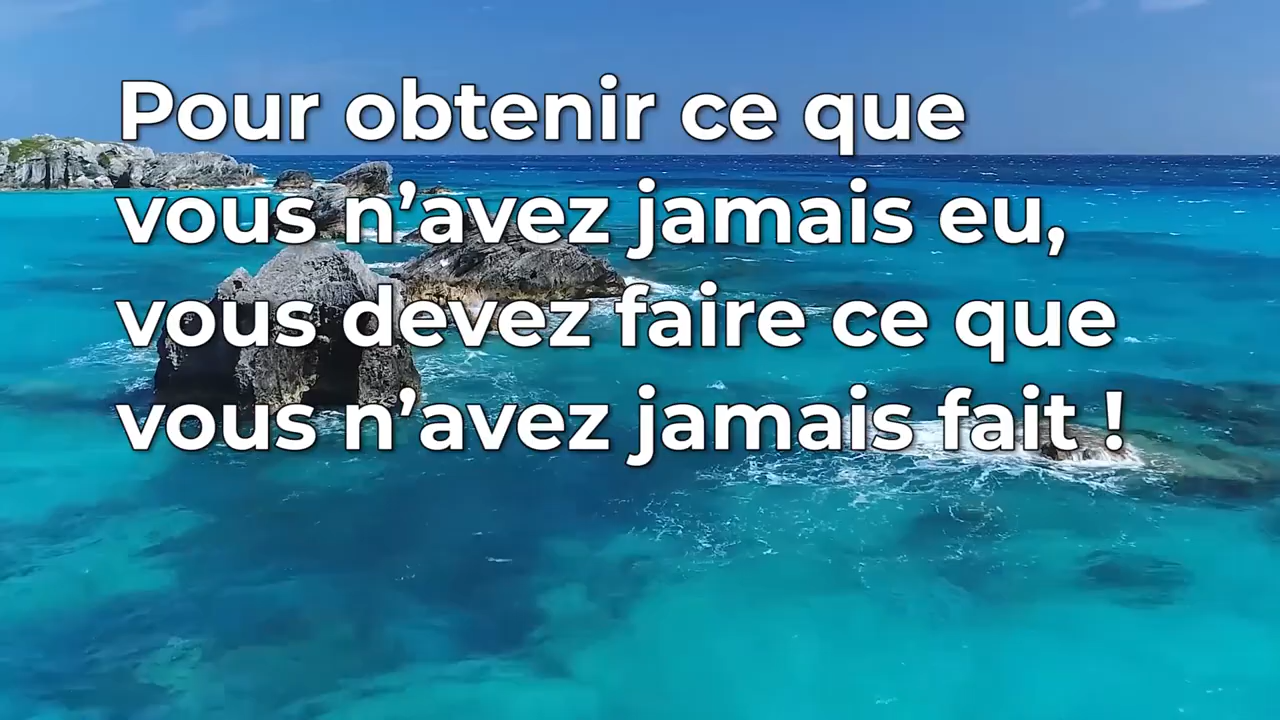 Pour obtenir ce que
vous n’avez jamais eu,
vous devez faire ce que
vous n’avez jamais fait !